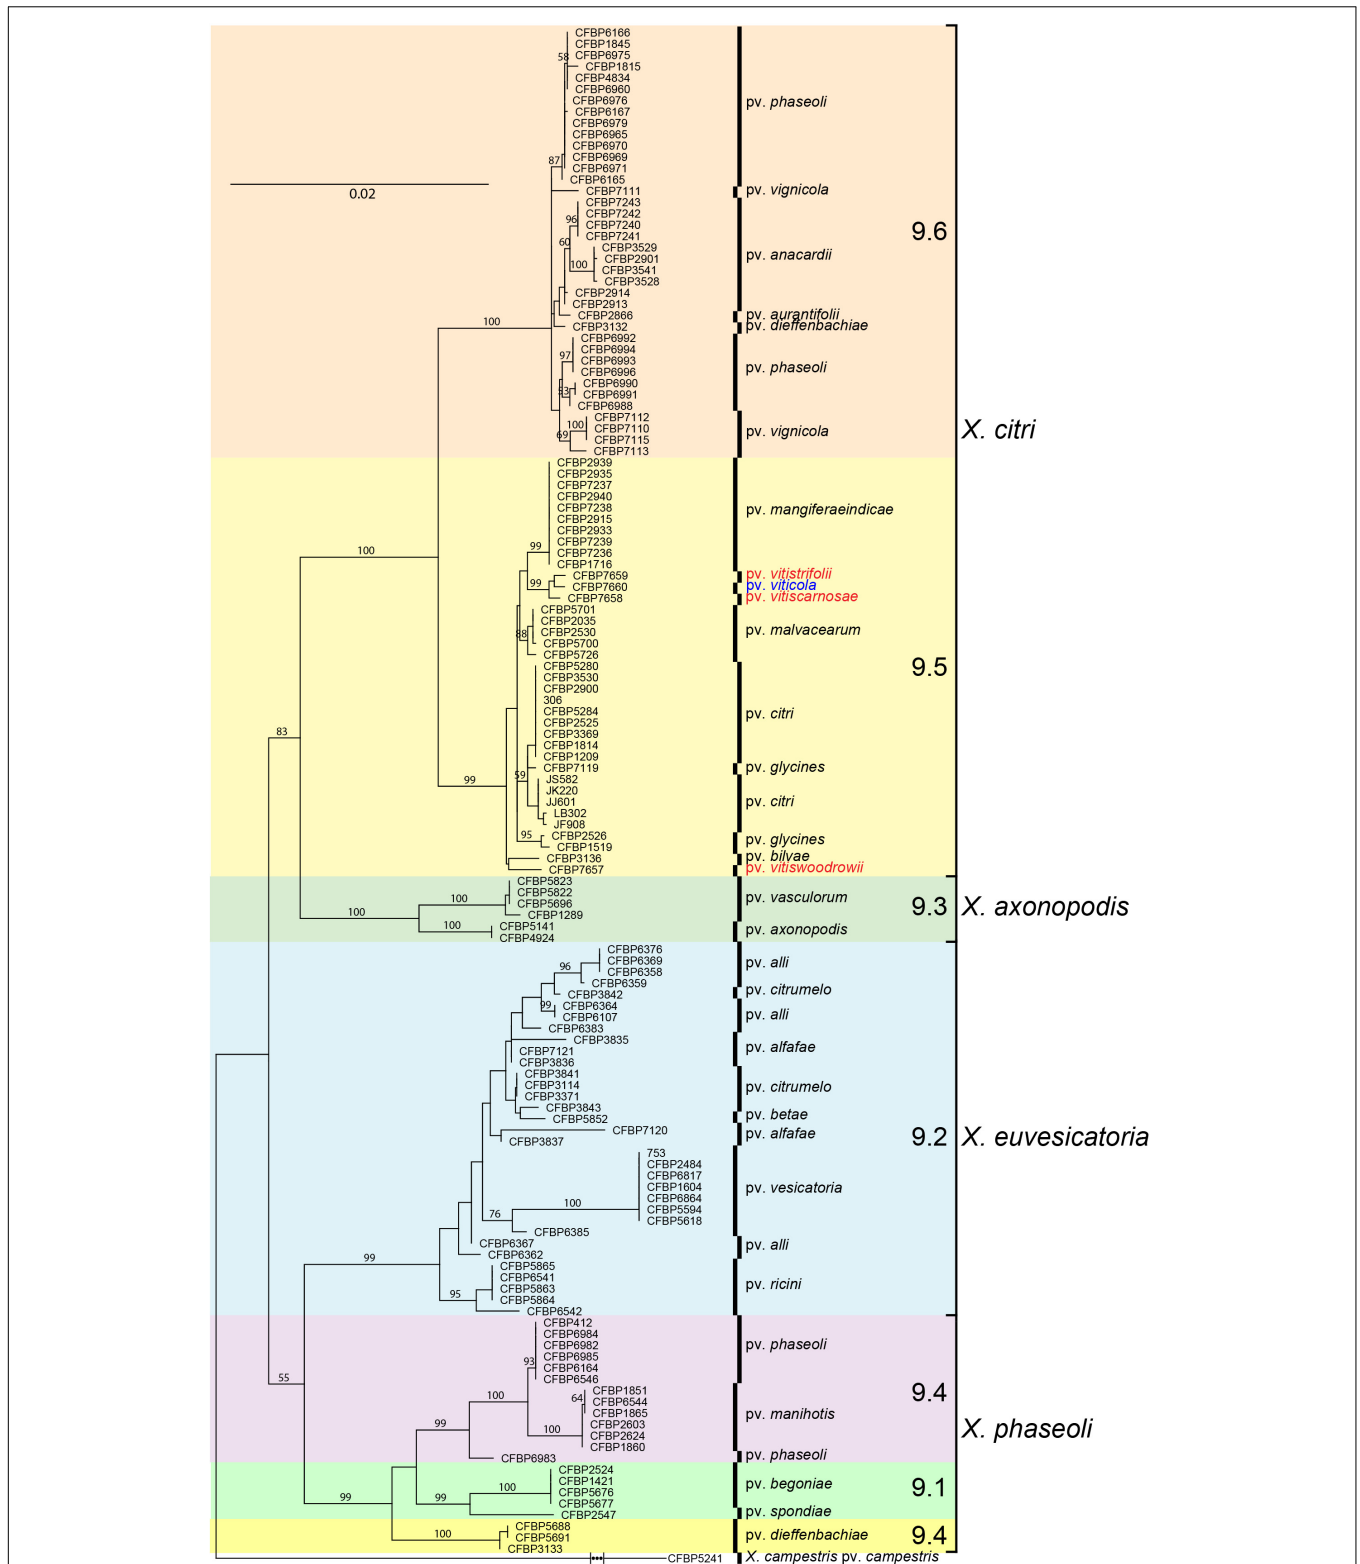 CFBP6166
CFBP1845
CFBP6975
58
CFBP1815
CFBP4834
CFBP6960
CFBP6976
pv. phaseoli
CFBP6167
CFBP6979
CFBP6965
CFBP6970
CFBP6969
87
CFBP6971
CFBP6165
0.02
CFBP7111
pv. vignicola
CFBP7243
CFBP7242
96
CFBP7240
CFBP7241
9.6
60
CFBP3529
CFBP2901
pv. anacardii
100
CFBP3541
CFBP3528
CFBP2914
CFBP2913
CFBP2866
pv. aurantifolii
100
CFBP3132
pv. dieffenbachiae
CFBP6992
CFBP6994
97
CFBP6993
CFBP6996
pv. phaseoli
CFBP6990
53
CFBP6991
CFBP6988
CFBP7112
100
CFBP7110
pv. vignicola
X. citri
69
CFBP7115
CFBP7113
CFBP2939
CFBP2935
CFBP7237
CFBP2940
CFBP7238
pv. mangiferaeindicae
CFBP2915
CFBP2933
CFBP7239
99
CFBP7236
100
CFBP1716
CFBP7659
pv. vitistrifolii
99
CFBP7660
pv. viticola
CFBP7658
pv. vitiscarnosae
CFBP5701
CFBP2035
88
CFBP2530
pv. malvacearum
CFBP5700
CFBP5726
CFBP5280
9.5
CFBP3530
CFBP2900
306
CFBP5284
pv. citri
CFBP2525
CFBP3369
83
CFBP1814
CFBP1209
CFBP7119
pv. glycines
59
99
JS582
JK220
JJ601
pv. citri
LB302
JF908
95
CFBP2526
pv. glycines
CFBP1519
CFBP3136
pv. bilvae
CFBP7657
pv. vitiswoodrowii
CFBP5823
CFBP5822
pv. vasculorum
100
CFBP5696
9.3
X. axonopodis
100
CFBP1289
100
CFBP5141
pv. axonopodis
CFBP4924
CFBP6376
CFBP6369
pv. alli
96
CFBP6358
CFBP6359
CFBP3842
pv. citrumelo
99
CFBP6364
CFBP6107
pv. alli
CFBP6383
CFBP3835
CFBP7121
pv. alfafae
CFBP3836
CFBP3841
CFBP3114
pv. citrumelo
CFBP3371
CFBP3843
CFBP5852
pv. betae
CFBP7120
pv. alfafae
9.2
X. euvesicatoria
CFBP3837
753
CFBP2484
CFBP6817
CFBP1604
pv. vesicatoria
CFBP6864
100
CFBP5594
76
CFBP5618
CFBP6385
CFBP6367
pv. alli
CFBP6362
99
CFBP5865
CFBP6541
CFBP5863
pv. ricini
95
CFBP5864
CFBP6542
CFBP412
CFBP6984
CFBP6982
pv. phaseoli
CFBP6985
93
CFBP6164
55
CFBP6546
CFBP1851
9.4
64
CFBP6544
100
CFBP1865
pv. manihotis
CFBP2603
99
100
CFBP2624
X. phaseoli
CFBP1860
CFBP6983
pv. phaseoli
CFBP2524
CFBP1421
pv. begoniae
9.1
100
CFBP5676
99
99
CFBP5677
CFBP2547
pv. spondiae
CFBP5688
100
CFBP5691
pv. dieffenbachiae
9.4
CFBP3133
CFBP5241
X. campestris pv. campestris